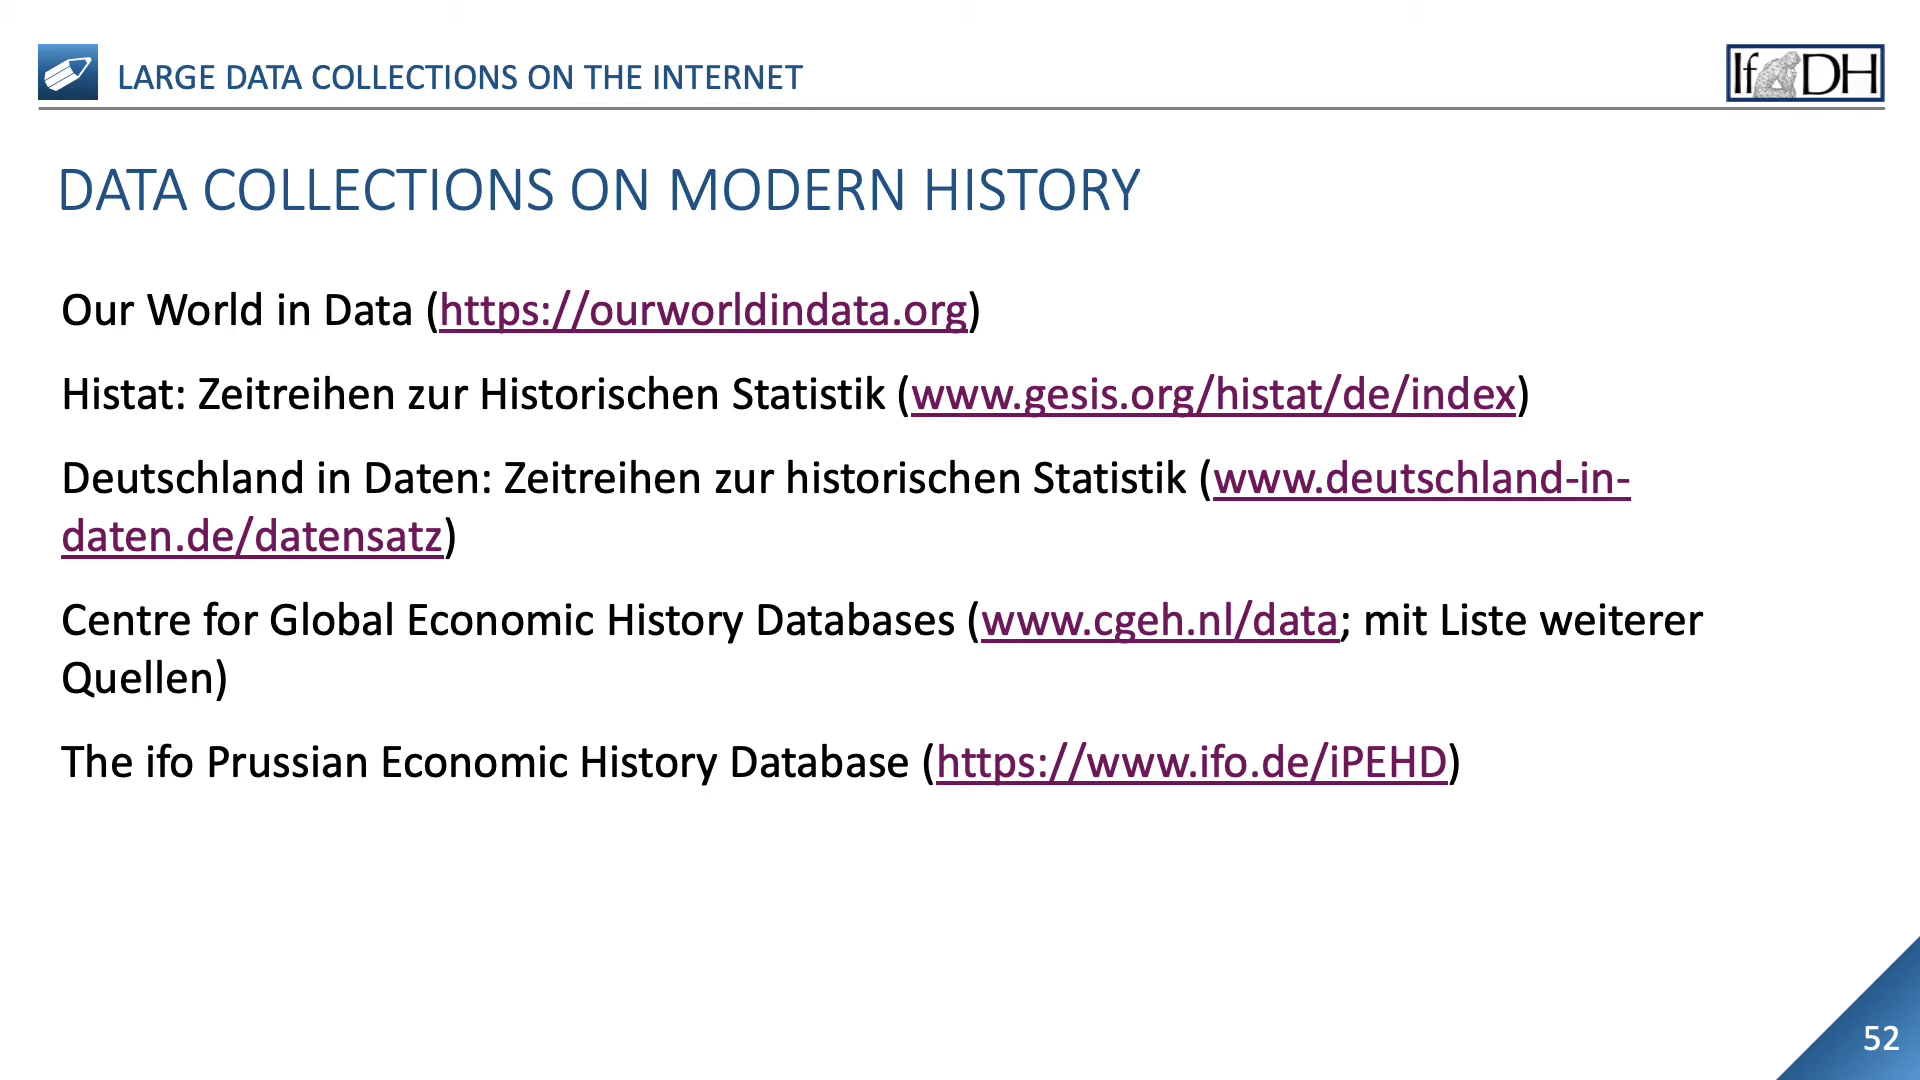 LARGE DATA COLLECTIONS ON THE INTERNET
If DH
DATA COLLECTIONS ON MODERN HISTORY
Our World in Data (https://ourworldindata.org)
Histat: Zeitreihen zur Historischen Statistik (www.gesis.org/histat/de/index)
Deutschland in Daten: Zeitreihen zur historischen Statistik (www.deutschland-in-
daten.de/datensatz)
Centre for Global Economic History Databases (www.cgeh.nl/data; mit Liste weiterer
Quellen)
The ifo Prussian Economic History Database (https://www.ifo.de/iPEHD)
52